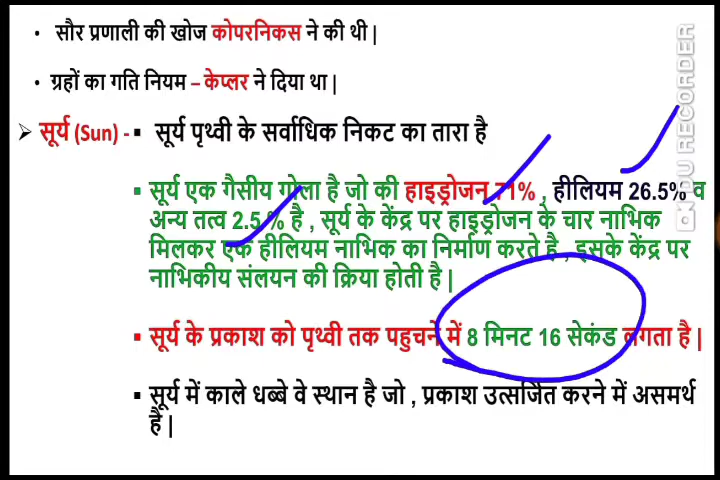 • सौर प्रणाली की खोज कोपरनिकस ने की थी |
• ग्रहों का गति नियम – केप्लर ने दिया था |
➢ सूर्य (Sun) - ▪ सूर्य पृथ्वी के सर्वाधिक निकट का तारा है
▪ सूर्य एक गैसीय गोला है जो की हाइड्रोजन 71% , हीलियम 26.5% व
अन्य तत्व 2.5 % है , सूर्य के केंद्र पर हाइड्रोजन के चार नाभिक
मिलकर एक हीलियम नाभिक का निर्माण करते है , इसके केंद्र पर
नाभिकीय संलयन की क्रिया होती है |
▪ सूर्य के प्रकाश को पृथ्वी तक पहुचने में 8 मिनट 16 सेकंड लगता है |
▪ सूर्य में काले धब्बे वे स्थान है जो , प्रकाश उत्सर्जित करने में असमर्थ
है |
DU RECORDER